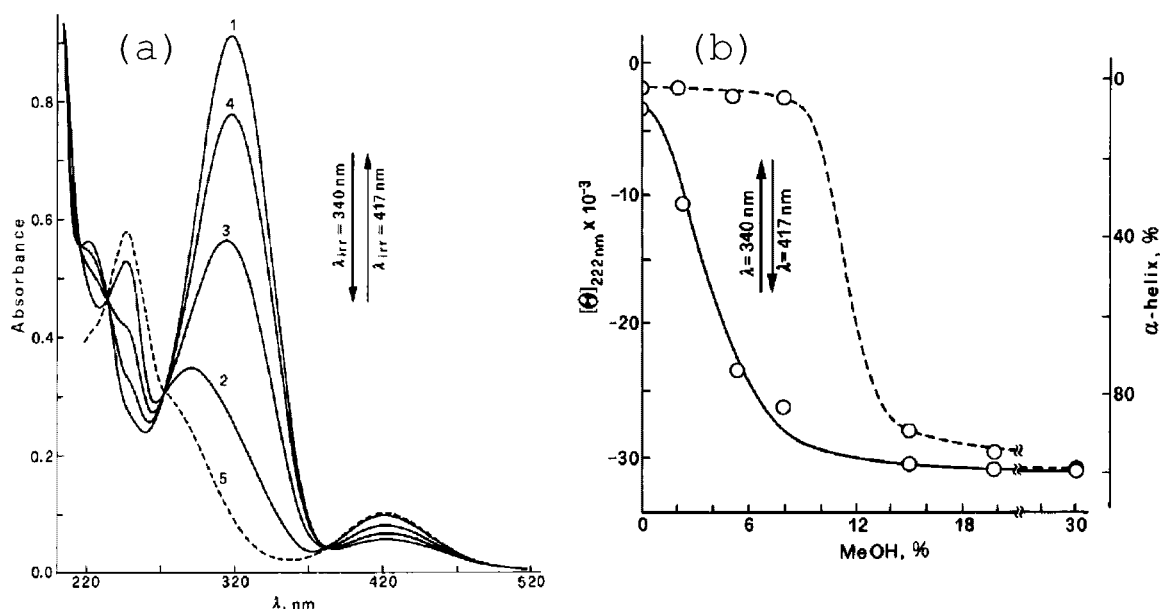 (a)
1
4
3
2
5
λirr = 340 nm
λirr = 417 nm
0.8
0.6
0.4
0.2
0.0
Absorbance
220
320
420
520
λ, nm
(b)
0
-10
-20
-30
[Θ]222nm x 10-3
λ=340 nm
λ=417 nm
0
40
80
α-helix, %
0
6
12
18
30
MeOH, %